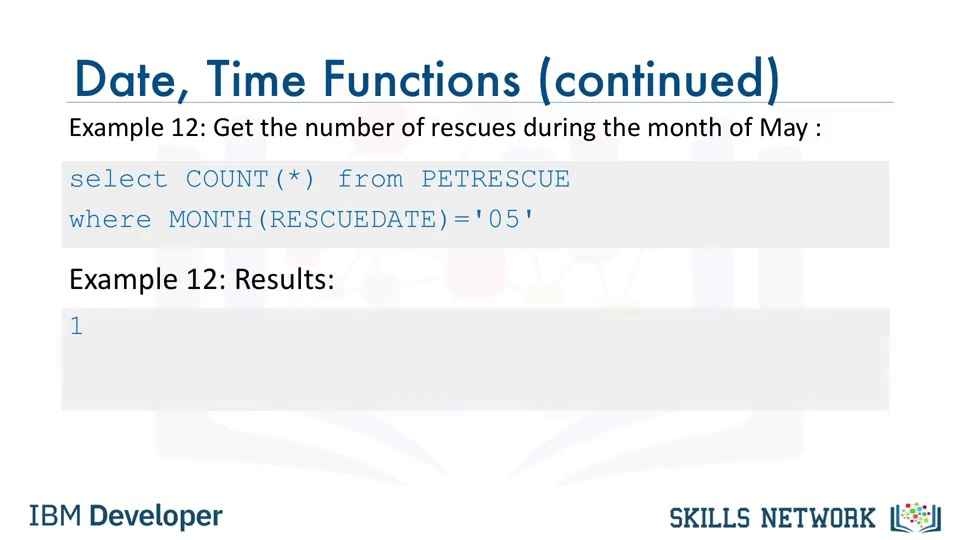 Date, Time Functions (continued)
Example 12: Get the number of rescues during the month of May :
select COUNT(*) from PETRESCUE
where MONTH(RESCUEDATE)='05'
Example 12: Results:
1
IBM Developer
SKILLS NETWORK